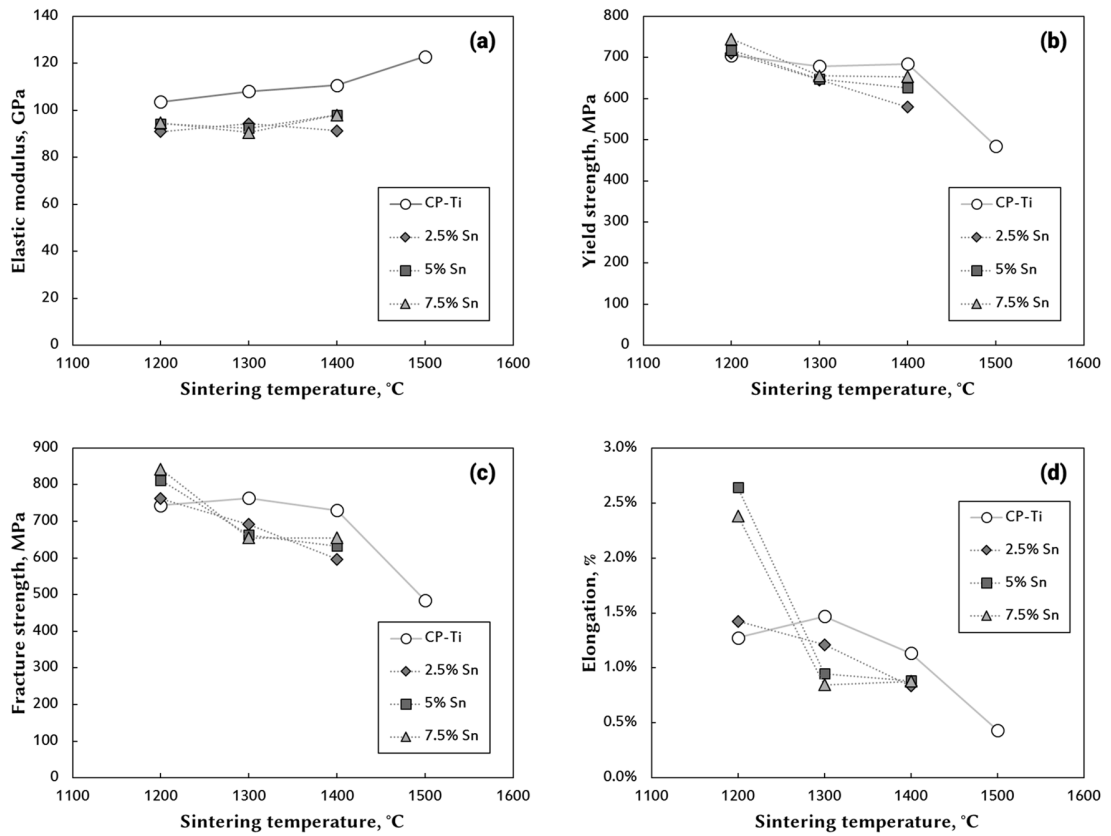 (a)
Elastic modulus, GPa
140
120
100
80
60
40
20
0
CP-Ti
2.5% Sn
5% Sn
7.5% Sn
1100 1200 1300 1400 1500 1600
Sintering temperature, °C
(b)
Yield strength, MPa
800
700
600
500
400
300
200
100
0
CP-Ti
2.5% Sn
5% Sn
7.5% Sn
1100 1200 1300 1400 1500 1600
Sintering temperature, °C
(c)
Fracture strength, MPa
900
800
700
600
500
400
300
200
100
0
CP-Ti
2.5% Sn
5% Sn
7.5% Sn
1100 1200 1300 1400 1500 1600
Sintering temperature, °C
(d)
Elongation, %
3.0%
2.5%
2.0%
1.5%
1.0%
0.5%
0.0%
CP-Ti
2.5% Sn
5% Sn
7.5% Sn
1100 1200 1300 1400 1500 1600
Sintering temperature, °C